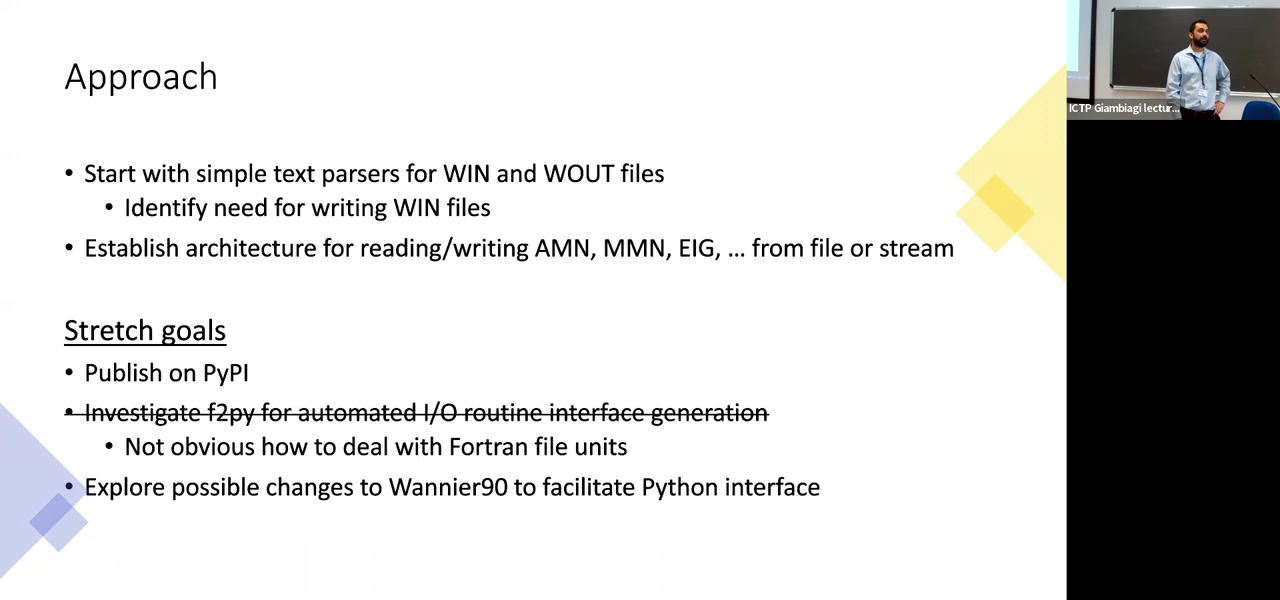 Approach
• Start with simple text parsers for WIN and WOUT files
• Identify need for writing WIN files
• Establish architecture for reading/writing AMN, MMN, EIG, ... from file or stream
Stretch goals
• Publish on PyPI
• Investigate f2py for automated I/O routine interface generation
• Not obvious how to deal with Fortran file units
• Explore possible changes to Wannier90 to facilitate Python interface
ICTP Giambiagi lectur...